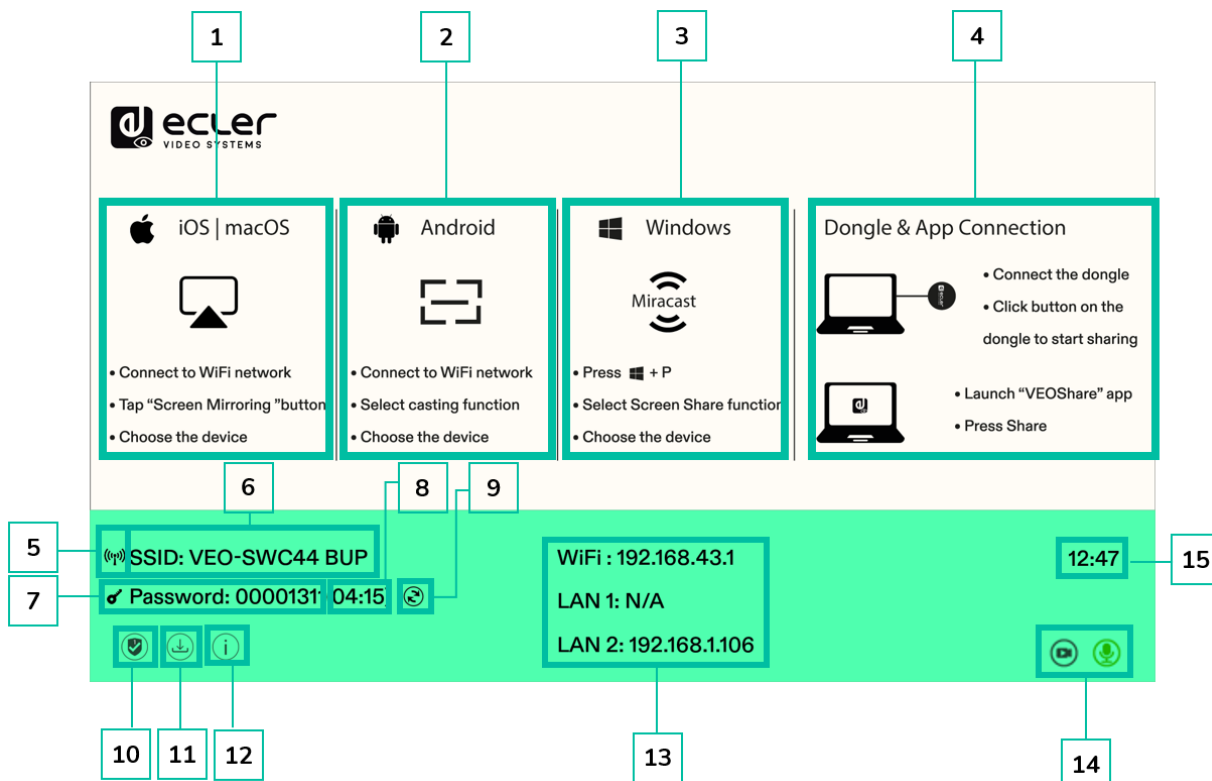 1
2
3
4
ecler
VIDEO SYSTEMS
iOS | macOS
• Connect to WiFi network
• Tap “Screen Mirroring ”button
• Choose the device
Android
• Connect to WiFi network
• Select casting function
• Choose the device
Windows
Miracast
• Press + P
• Select Screen Share function
• Choose the device
Dongle & App Connection
• Connect the dongle
• Click button on the
dongle to start sharing
• Launch “VEOShare” app
• Press Share
6
8
9
5
SSID: VEO-SWC44 BUP
7
Password: 00001311
04:15
WiFi : 192.168.43.1
LAN 1: N/A
LAN 2: 192.168.1.106
12:47
15
10
11
12
13
14